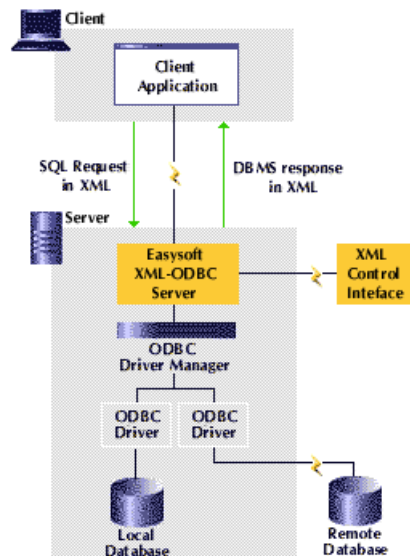 Client
Client
Application
SQL Request
in XML
DBMS response
in XML
Server
Easysoft
XML-ODBC
Server
XML
Control
Inteface
ODBC
Driver Manager
ODBC
Driver
ODBC
Driver
Local
Database
Remote
Database